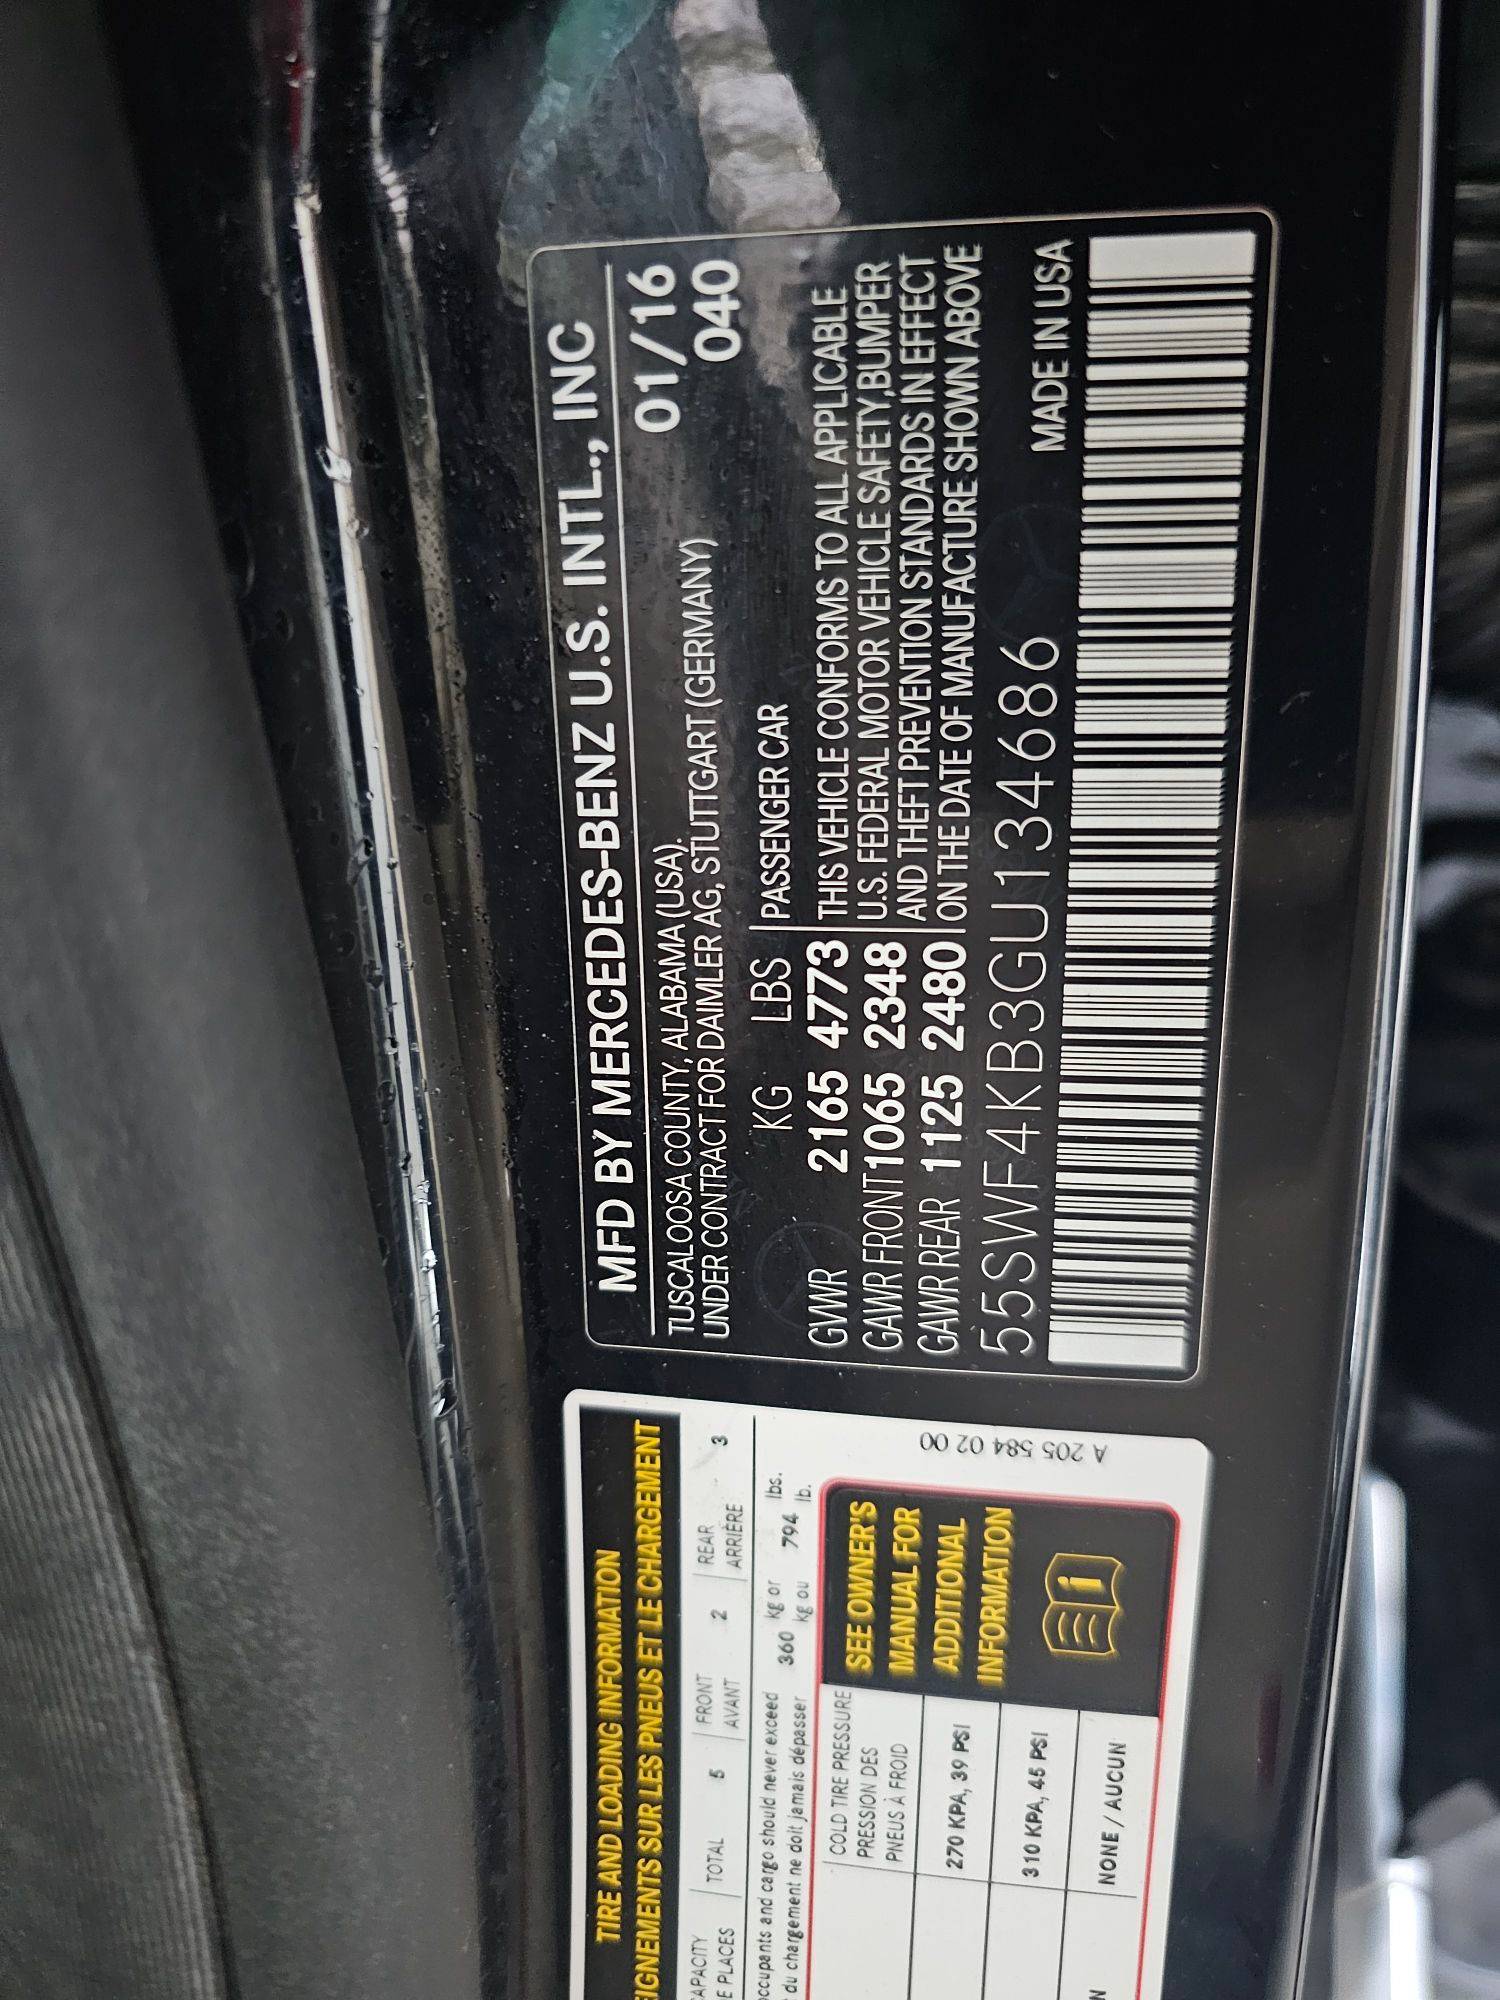 MFD BY MERCEDES-BENZ U.S. INTL., INC
TUSCALOOSA COUNTY, ALABAMA (USA), 01/16
UNDER CONTRACT FOR DAIMLER AG, STUTTGART (GERMANY) 040
KG LBS PASSENGER CAR
GVWR 2165 4773 THIS VEHICLE CONFORMS TO ALL APPLICABLE
GAWR FRONT 1065 2348 U.S. FEDERAL MOTOR VEHICLE SAFETY,BUMPER
GAWR REAR 1125 2480 AND THEFT PREVENTION STANDARDS IN EFFECT
ON THE DATE OF MANUFACTURE SHOWN ABOVE
55SWF4KB3GU134686 MADE IN USA
TIRE AND LOADING INFORMATION
EIGNEMENTS SUR LES PNEUS ET LE CHARGEMENT
APACITY TOTAL 5 FRONT 2 REAR 3
E PLACES AVANT ARRIÈRE
occupants and cargo should never exceed 360 kg or 794 lbs.
du chargement ne doit jamais dépasser kg ou lb.
COLD TIRE PRESSURE
PRESSION DES
PNEUS À FROID
270 KPA, 39 PSI
310 KPA, 45 PSI
NONE / AUCUN
SEE OWNER'S
MANUAL FOR
ADDITIONAL
INFORMATION
A 205 584 02 00